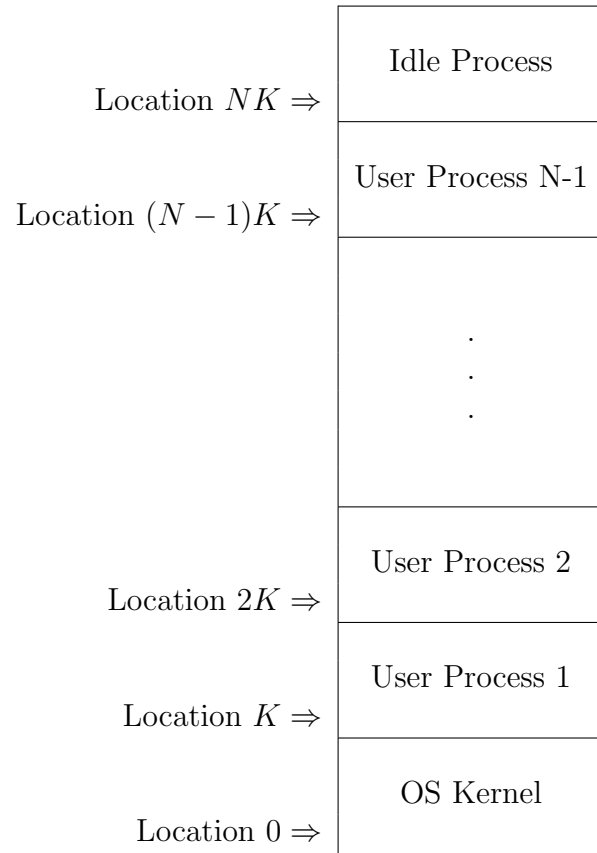 Idle Process
Location NK ⇒
User Process N-1
Location (N − 1)K ⇒
.
.
.
User Process 2
Location 2K ⇒
User Process 1
Location K ⇒
OS Kernel
Location 0 ⇒